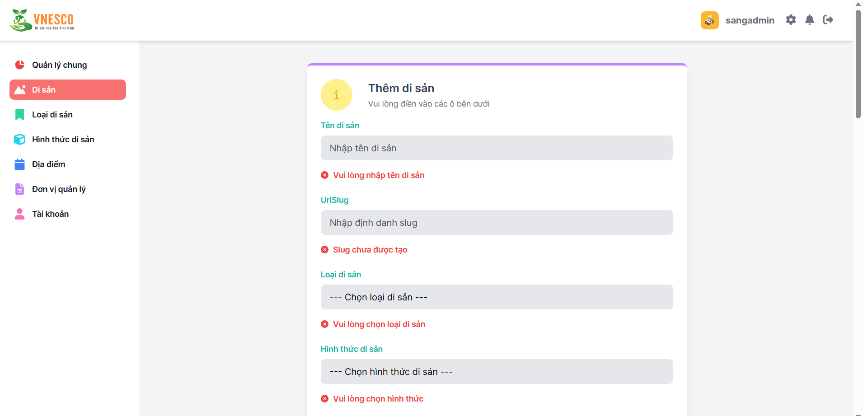 VNESCO
sangadmin
Quản lý chung
Di sản
Loại di sản
Hình thức di sản
Địa điểm
Đơn vị quản lý
Tài khoản
Thêm di sản
Vui lòng điền vào các ô bên dưới
Tên di sản
Nhập tên di sản
Vui lòng nhập tên di sản
UrlSlug
Nhập định danh slug
Slug chưa được tạo
Loại di sản
--- Chọn loại di sản ---
Vui lòng chọn loại di sản
Hình thức di sản
--- Chọn hình thức di sản ---
Vui lòng chọn hình thức